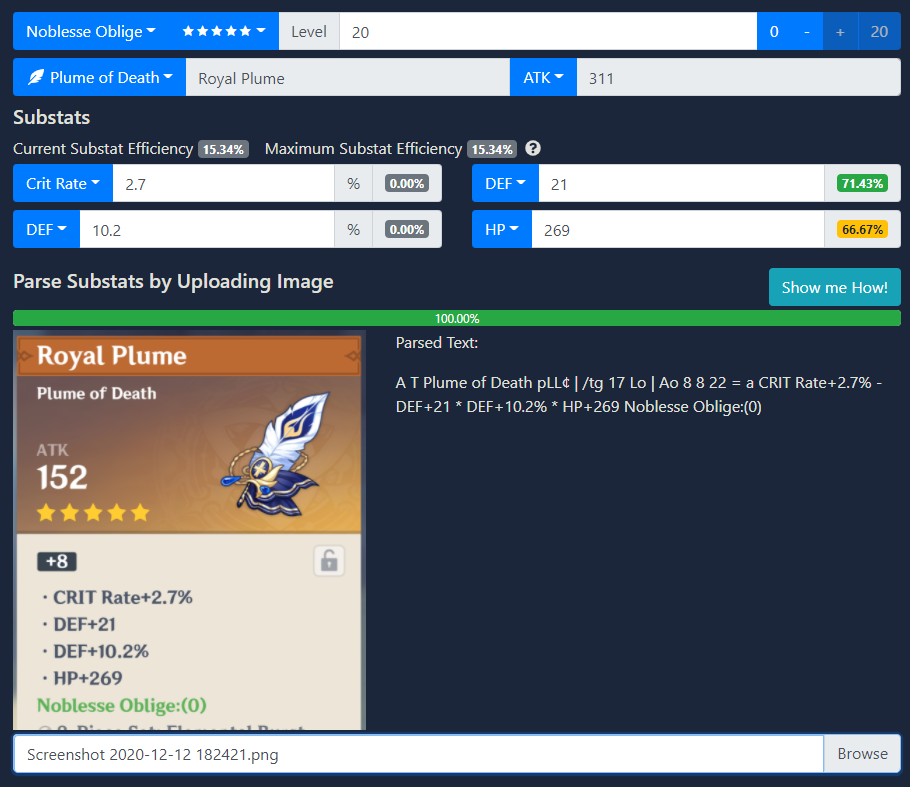 Noblesse Oblige ★★★★★ Level 20 0 - + 20
Plume of Death Royal Plume ATK 311
Substats
Current Substat Efficiency 15.34% Maximum Substat Efficiency 15.34% ?
Crit Rate 2.7 % 0.00% DEF 21 71.43%
DEF 10.2 % 0.00% HP 269 66.67%
Parse Substats by Uploading Image Show me How!
100.00%
Royal Plume
Plume of Death
ATK
152
★★★★★
+8
· CRIT Rate+2.7%
· DEF+21
· DEF+10.2%
· HP+269
Noblesse Oblige:(0)
Parsed Text:
A T Plume of Death pLL¢ | /tg 17 Lo | Ao 8 8 22 = a CRIT Rate+2.7% -
DEF+21 * DEF+10.2% * HP+269 Noblesse Oblige:(0)
Screenshot 2020-12-12 182421.png Browse